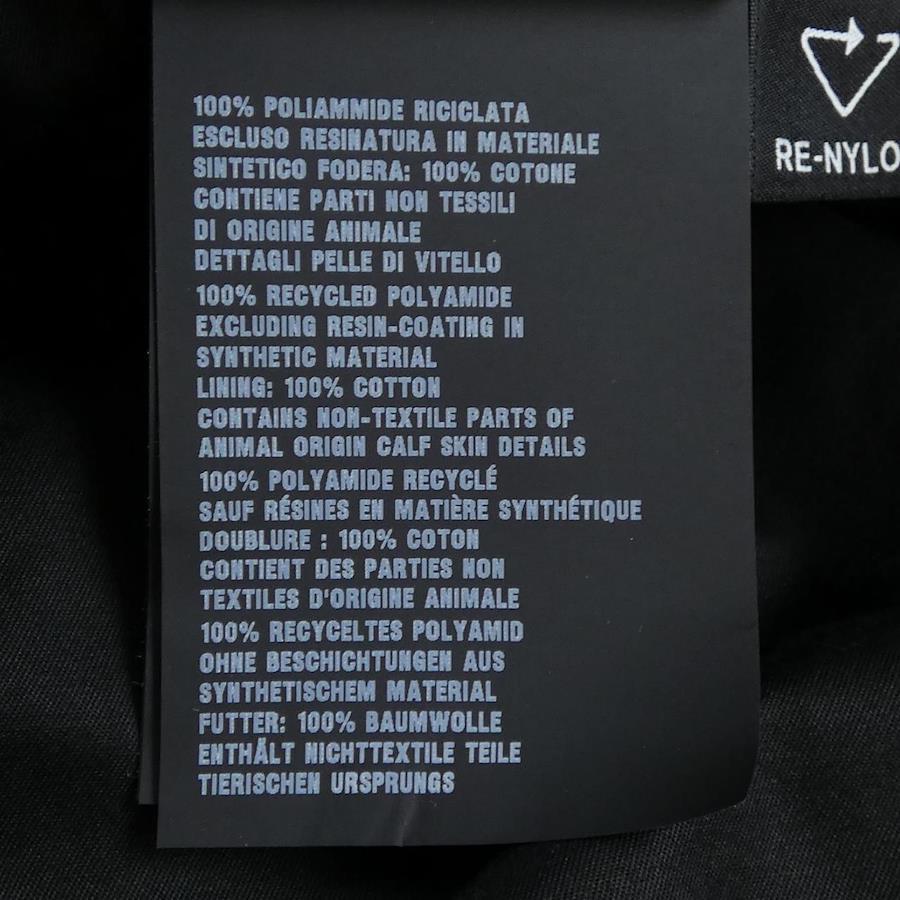 100% POLIAMMIDE RICICLATA
ESCLUSO RESINATURA IN MATERIALE
SINTETICO FODERA: 100% COTONE
CONTIENE PARTI NON TESSILI
DI ORIGINE ANIMALE
DETTAGLI PELLE DI VITELLO
100% RECYCLED POLYAMIDE
EXCLUDING RESIN-COATING IN
SYNTHETIC MATERIAL
LINING: 100% COTTON
CONTAINS NON-TEXTILE PARTS OF
ANIMAL ORIGIN CALF SKIN DETAILS
100% POLYAMIDE RECYCLÉ
SAUF RÉSINES EN MATIÈRE SYNTHÉTIQUE
DOUBLURE : 100% COTON
CONTIENT DES PARTIES NON
TEXTILES D'ORIGINE ANIMALE
100% RECYCELTES POLYAMID
OHNE BESCHICHTUNGEN AUS
SYNTHETISCHEM MATERIAL
FUTTER: 100% BAUMWOLLE
ENTHÄLT NICHTTEXTILE TEILE
TIERISCHEN URSPRUNGS
RE-NYLO